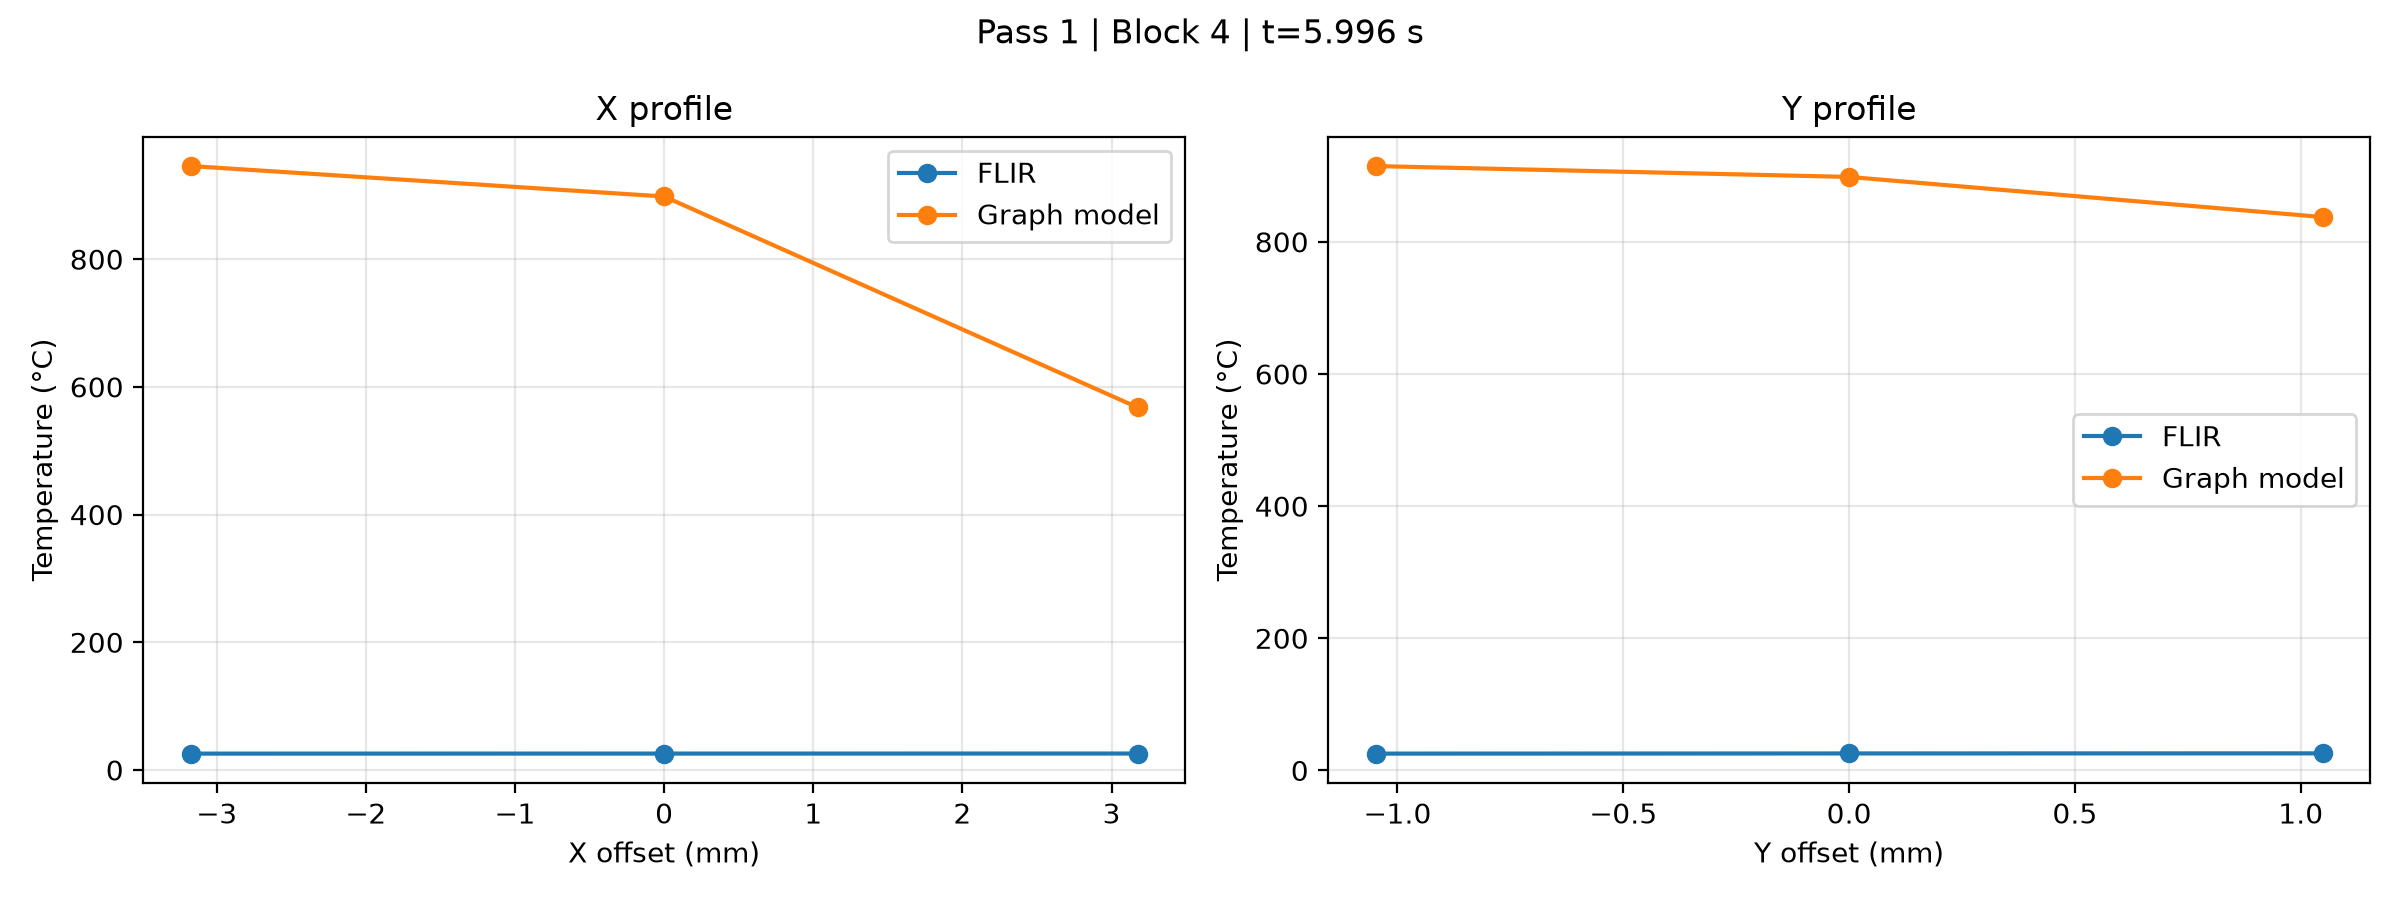 Pass 1 | Block 4 | t=5.996 s
X profile
Temperature (°C)
800
600
400
200
0
FLIR
Graph model
−3
−2
−1
0
1
2
3
X offset (mm)
Y profile
Temperature (°C)
800
600
400
200
0
FLIR
Graph model
−1.0
−0.5
0.0
0.5
1.0
Y offset (mm)